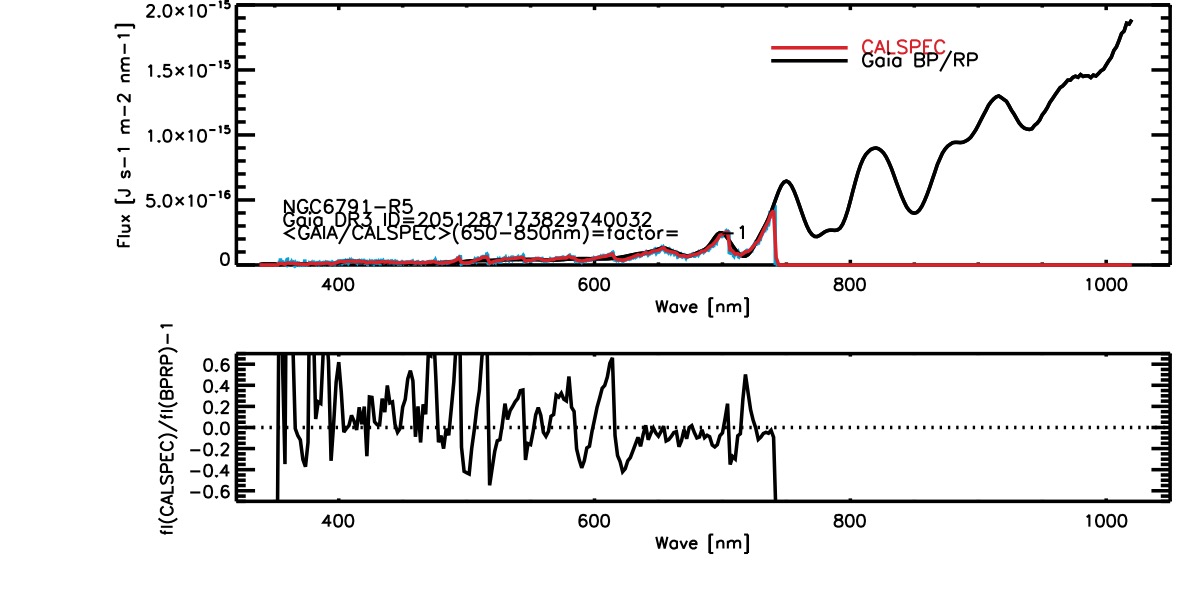 2.0×10−15
1.5×10−15
1.0×10−15
5.0×10−16
0
Flux [J s−1 m−2 nm−1]
CALSPEC
Gaia BP/RP
NGC6791−R5
Gaia DR3 ID=2051287173829740032
<GAIA/CALSPEC>(650−850nm)=factor= −1
400 600 800 1000
Wave [nm]
fl(CALSPEC)/fl(BPRP)−1
0.6
0.4
0.2
0.0
−0.2
−0.4
−0.6
400 600 800 1000
Wave [nm]